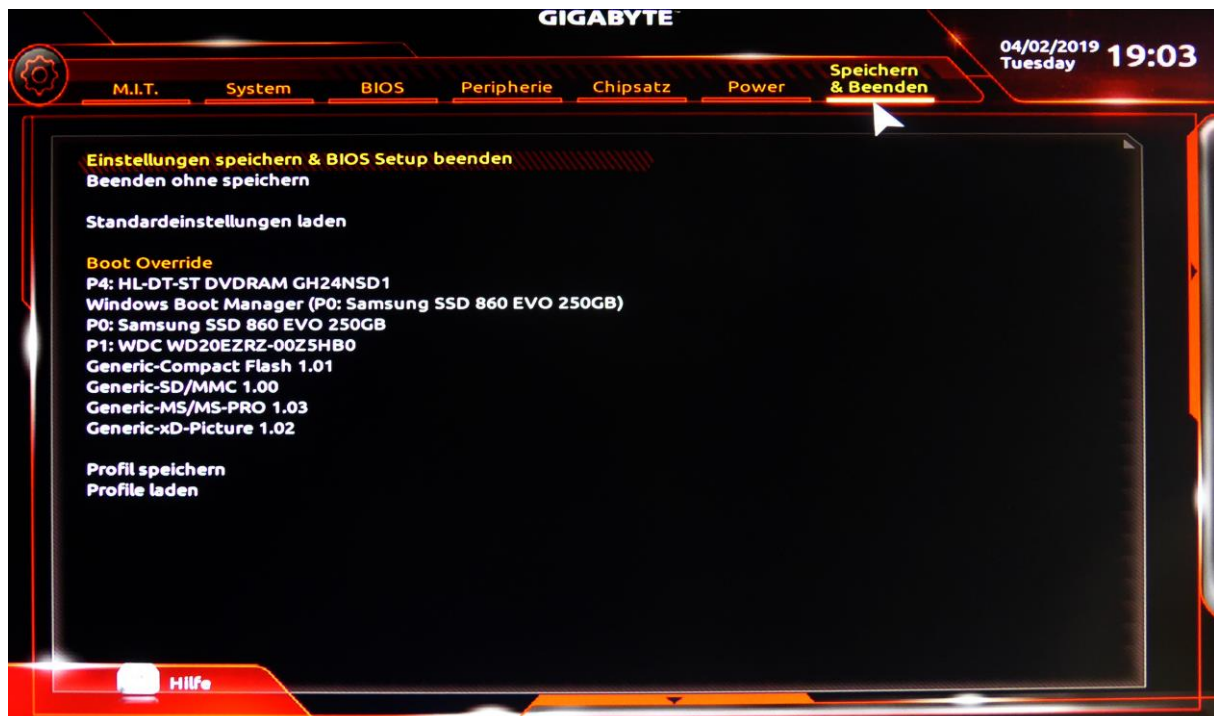 GIGABYTE
04/02/2019
Tuesday
19:03
M.I.T.
System
BIOS
Peripherie
Chipsatz
Power
Speichern
& Beenden
Einstellungen speichern & BIOS Setup beenden
Beenden ohne speichern
Standardeinstellungen laden
Boot Override
P4: HL-DT-ST DVDRAM GH24NSD1
Windows Boot Manager (P0: Samsung SSD 860 EVO 250GB)
P0: Samsung SSD 860 EVO 250GB
P1: WDC WD20EZRZ-00Z5HB0
Generic-Compact Flash 1.01
Generic-SD/MMC 1.00
Generic-MS/MS-PRO 1.03
Generic-xD-Picture 1.02
Profil speichern
Profile laden
Hilfe